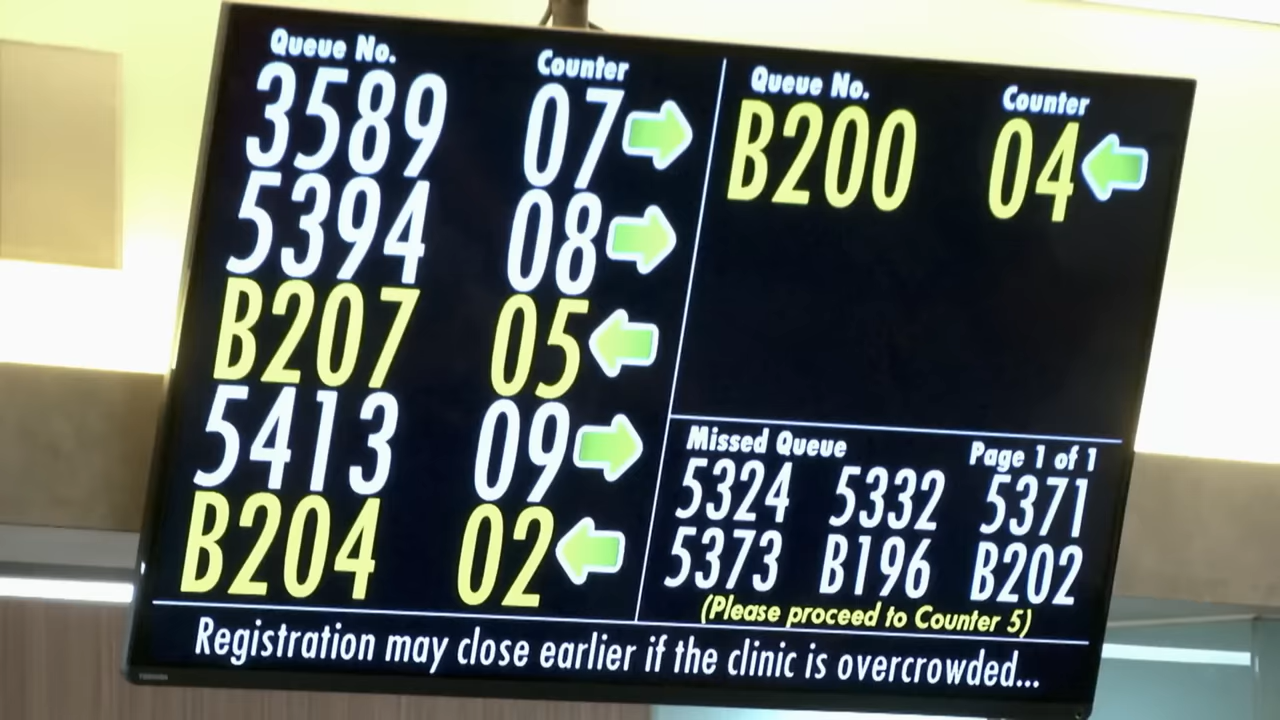 Queue No. Counter
3589 07
5394 08
B207 05
5413 09
B204 02
Queue No. Counter
B200 04
Missed Queue Page 1 of 1
5324 5332 5371
5373 B196 B202
(Please proceed to Counter 5)
Registration may close earlier if the clinic is overcrowded...
TOSHIBA